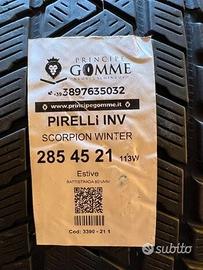 PRINCIPE
GOMME
+39 3897635032
www.principegomme.it
PIRELLI INV
SCORPION WINTER
285 45 21 113W
Estive
Cod: 3390 - 21 1
subito